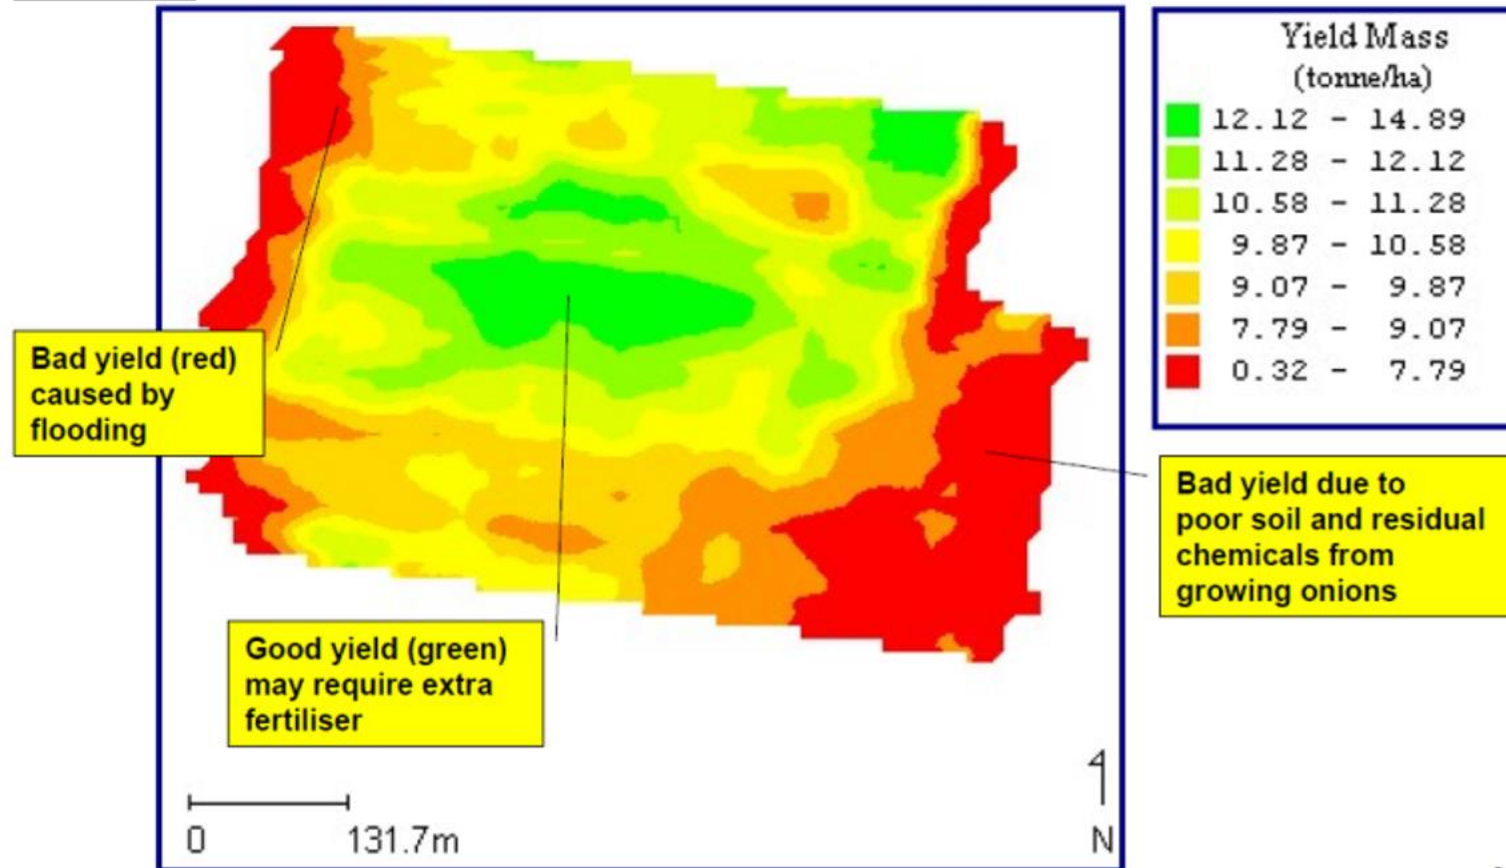 Yield Mass
(tonne/ha)
12.12 - 14.89
11.28 - 12.12
10.58 - 11.28
9.87 - 10.58
9.07 - 9.87
7.79 - 9.07
0.32 - 7.79
Bad yield (red)
caused by
flooding
Bad yield due to
poor soil and residual
chemicals from
growing onions
Good yield (green)
may require extra
fertiliser
0 131.7m
N